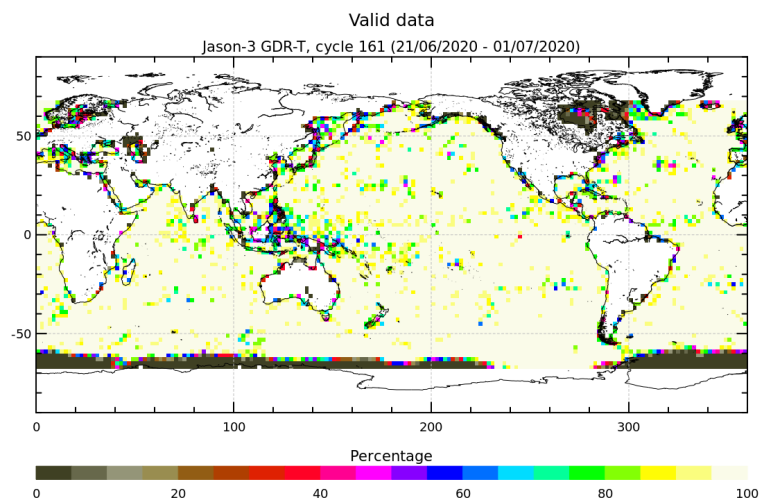 Valid data
Jason-3 GDR-T, cycle 161 (21/06/2020 - 01/07/2020)
50
0
-50
0 100 200 300
Percentage
0 20 40 60 80 100